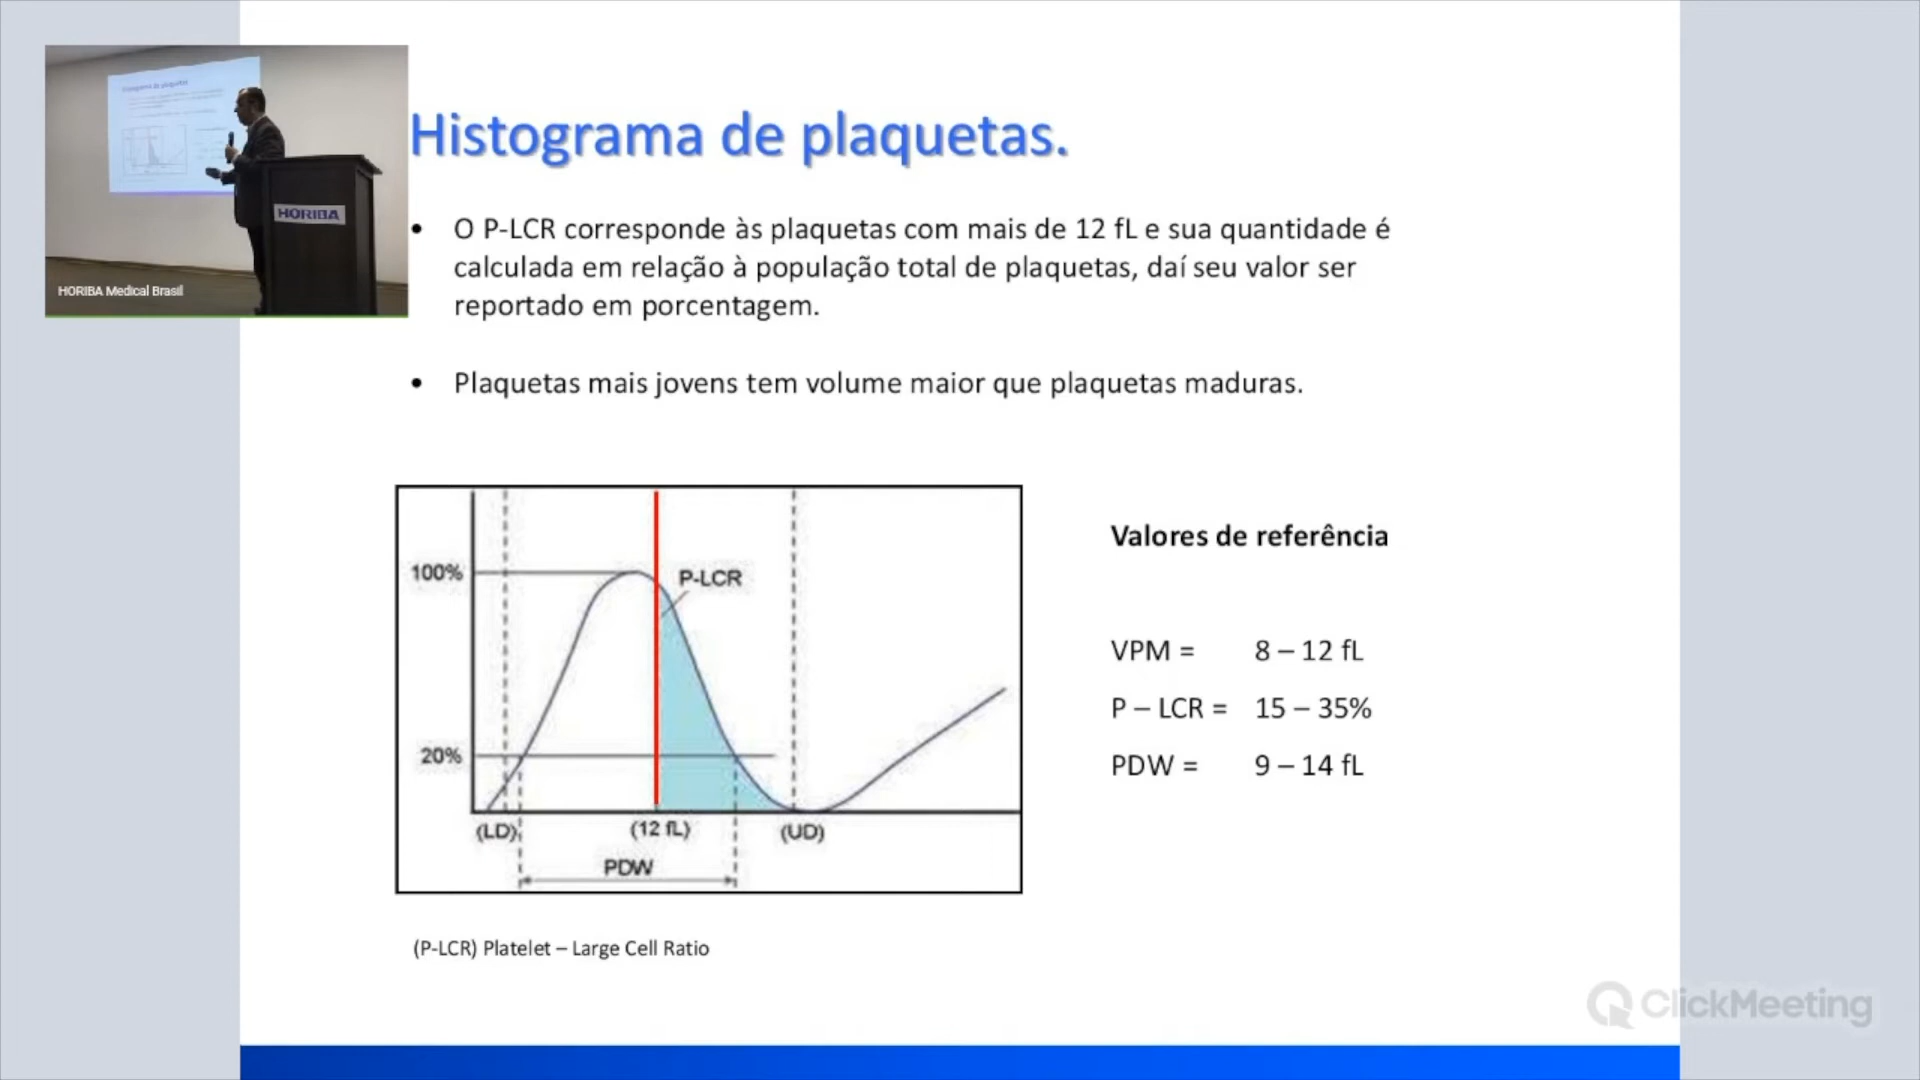 Histograma de plaquetas.
HORIBA
HORIBA Medical Brasil
• O P-LCR corresponde às plaquetas com mais de 12 fL e sua quantidade é
calculada em relação à população total de plaquetas, daí seu valor ser
reportado em porcentagem.
• Plaquetas mais jovens tem volume maior que plaquetas maduras.
100%
P-LCR
20%
(LD)
(12 fL)
(UD)
PDW
Valores de referência
VPM = 8 – 12 fL
P – LCR = 15 – 35%
PDW = 9 – 14 fL
(P-LCR) Platelet – Large Cell Ratio
ClickMeeting